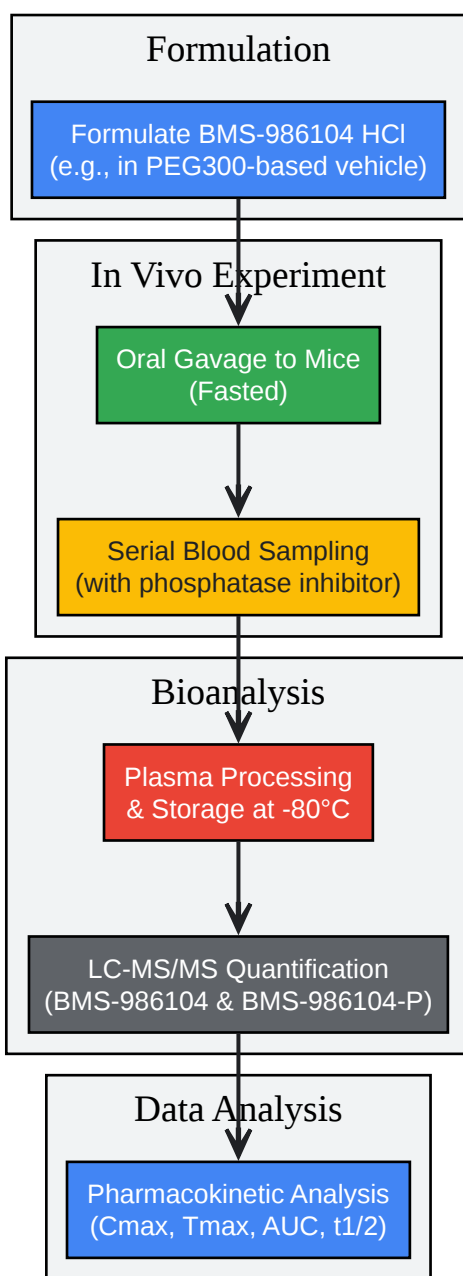 Formulation
Formulate BMS-986104 HCl
(e.g., in PEG300-based vehicle)
In Vivo Experiment
Oral Gavage to Mice
(Fasted)
Serial Blood Sampling
(with phosphatase inhibitor)
Bioanalysis
Plasma Processing
& Storage at -80°C
LC-MS/MS Quantification
(BMS-986104 & BMS-986104-P)
Data Analysis
Pharmacokinetic Analysis
(Cmax, Tmax, AUC, t1/2)